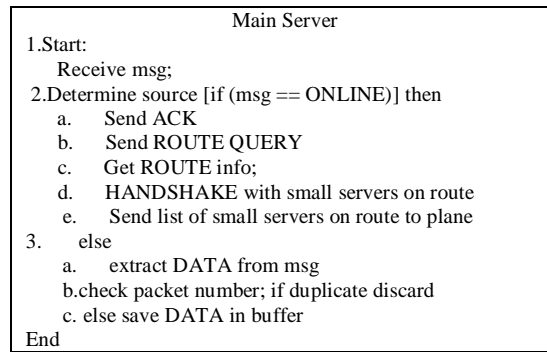 Main Server
1.Start:
Receive msg;
2.Determine source [if (msg == ONLINE)] then
a. Send ACK
b. Send ROUTE QUERY
c. Get ROUTE info;
d. HANDSHAKE with small servers on route
e. Send list of small servers on route to plane
3. else
a. extract DATA from msg
b.check packet number; if duplicate discard
c. else save DATA in buffer
End